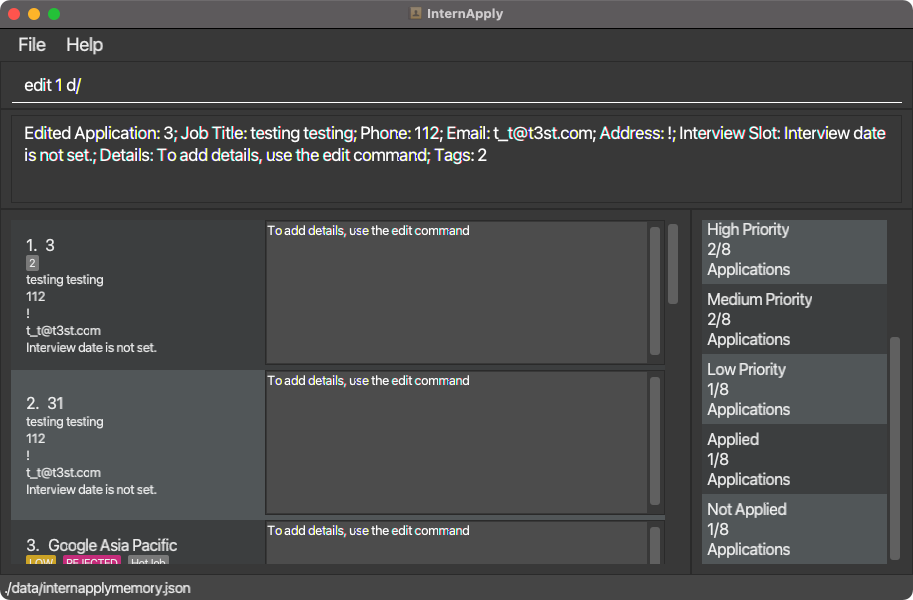 InternApply
File Help
edit 1 d/
Edited Application: 3; Job Title: testing testing; Phone: 112; Email: t_t@t3st.com; Address: !; Interview Slot: Interview date
is not set.; Details: To add details, use the edit command; Tags: 2
1. 3
2
testing testing
112
!
t_t@t3st.com
Interview date is not set.
To add details, use the edit command
2. 31
testing testing
112
!
t_t@t3st.com
Interview date is not set.
To add details, use the edit command
3. Google Asia Pacific
LOW REJECTED HotJob
To add details, use the edit command
High Priority
2/8
Applications
Medium Priority
2/8
Applications
Low Priority
1/8
Applications
Applied
1/8
Applications
Not Applied
1/8
Applications
./data/internapplymemory.json